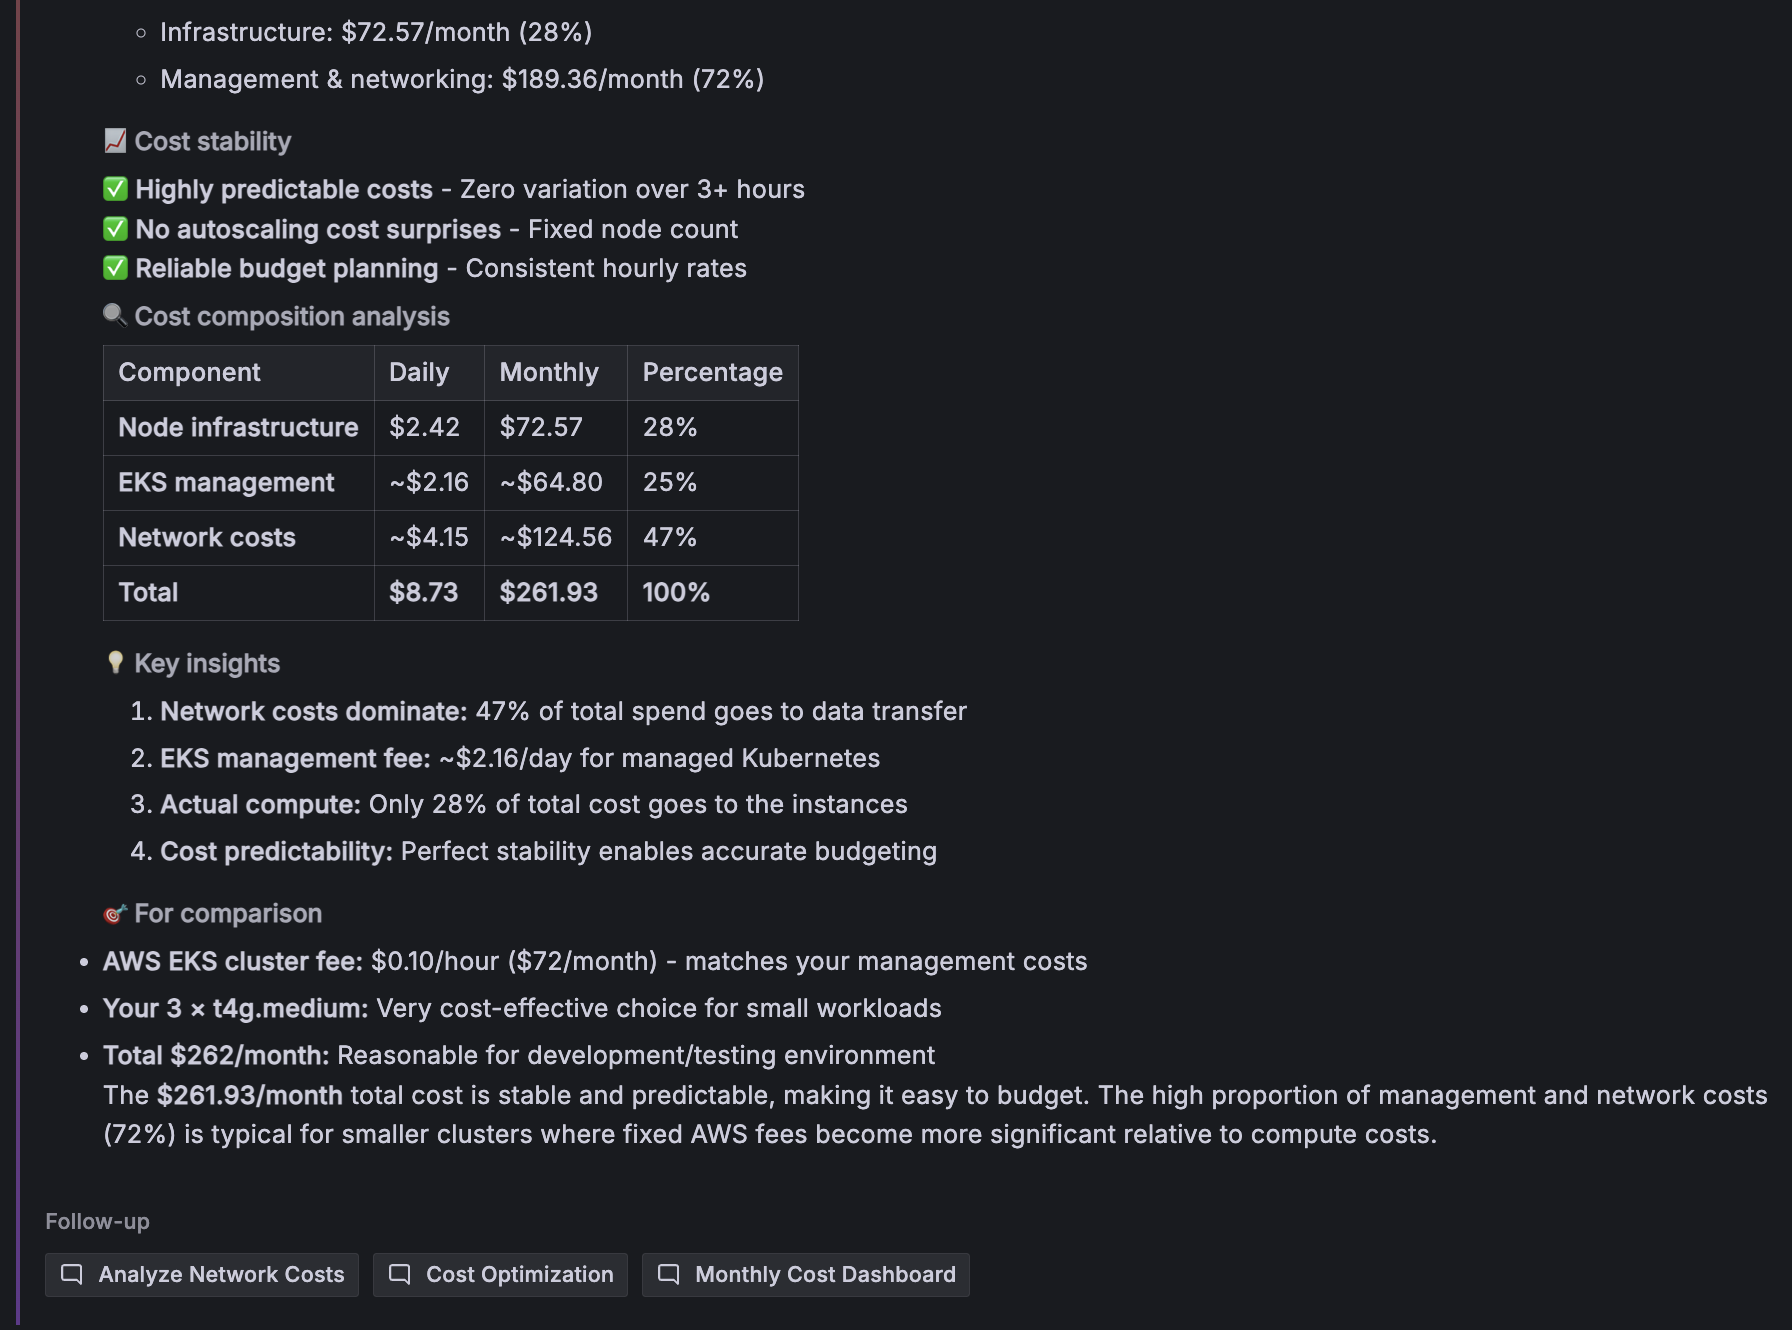 Infrastructure: $72.57/month (28%)
Management & networking: $189.36/month (72%)
Cost stability
Highly predictable costs - Zero variation over 3+ hours
No autoscaling cost surprises - Fixed node count
Reliable budget planning - Consistent hourly rates
Cost composition analysis
Component Daily Monthly Percentage
Node infrastructure $2.42 $72.57 28%
EKS management ~$2.16 ~$64.80 25%
Network costs ~$4.15 ~$124.56 47%
Total $8.73 $261.93 100%
Key insights
1. Network costs dominate: 47% of total spend goes to data transfer
2. EKS management fee: ~$2.16/day for managed Kubernetes
3. Actual compute: Only 28% of total cost goes to the instances
4. Cost predictability: Perfect stability enables accurate budgeting
For comparison
AWS EKS cluster fee: $0.10/hour ($72/month) - matches your management costs
Your 3 × t4g.medium: Very cost-effective choice for small workloads
Total $262/month: Reasonable for development/testing environment
The $261.93/month total cost is stable and predictable, making it easy to budget. The high proportion of management and network costs
(72%) is typical for smaller clusters where fixed AWS fees become more significant relative to compute costs.
Follow-up
Analyze Network Costs Cost Optimization Monthly Cost Dashboard